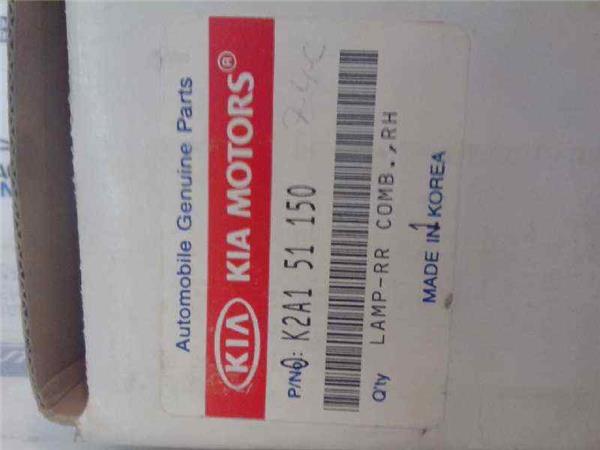 Automobile Genuine Parts
KIA KIA MOTORS®
P/NO: K2A1 51 150
Q'ty LAMP-RR COMB.,RH
1
MADE IN KOREA